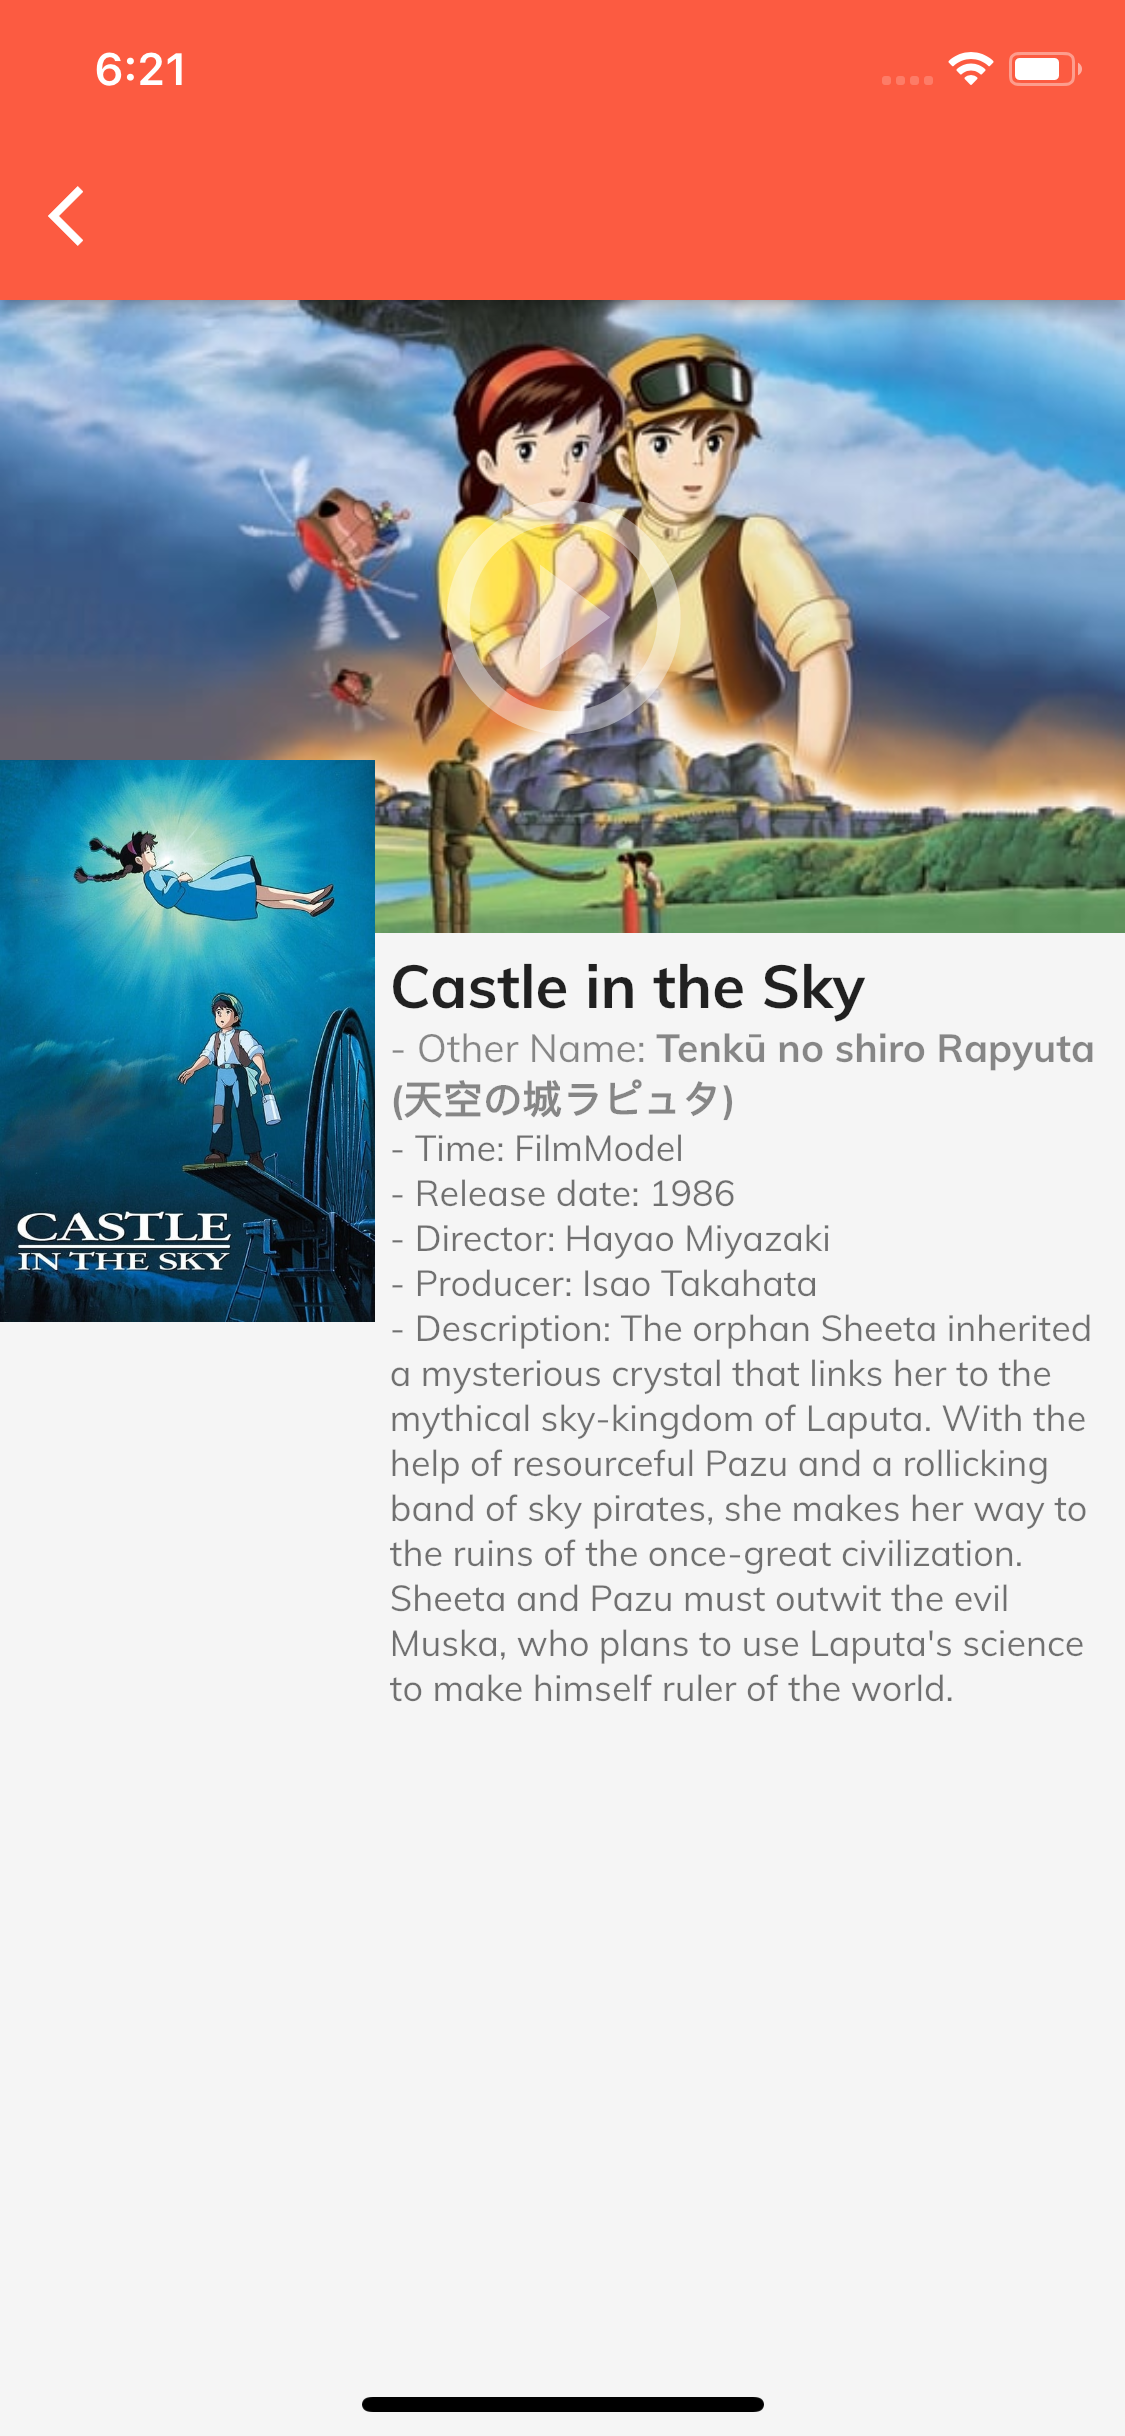 6:21
CASTLE
IN THE SKY
Castle in the Sky
- Other Name: Tenkū no shiro Rapyuta
(天空の城ラピュタ)
- Time: FilmModel
- Release date: 1986
- Director: Hayao Miyazaki
- Producer: Isao Takahata
- Description: The orphan Sheeta inherited
a mysterious crystal that links her to the
mythical sky-kingdom of Laputa. With the
help of resourceful Pazu and a rollicking
band of sky pirates, she makes her way to
the ruins of the once-great civilization.
Sheeta and Pazu must outwit the evil
Muska, who plans to use Laputa's science
to make himself ruler of the world.